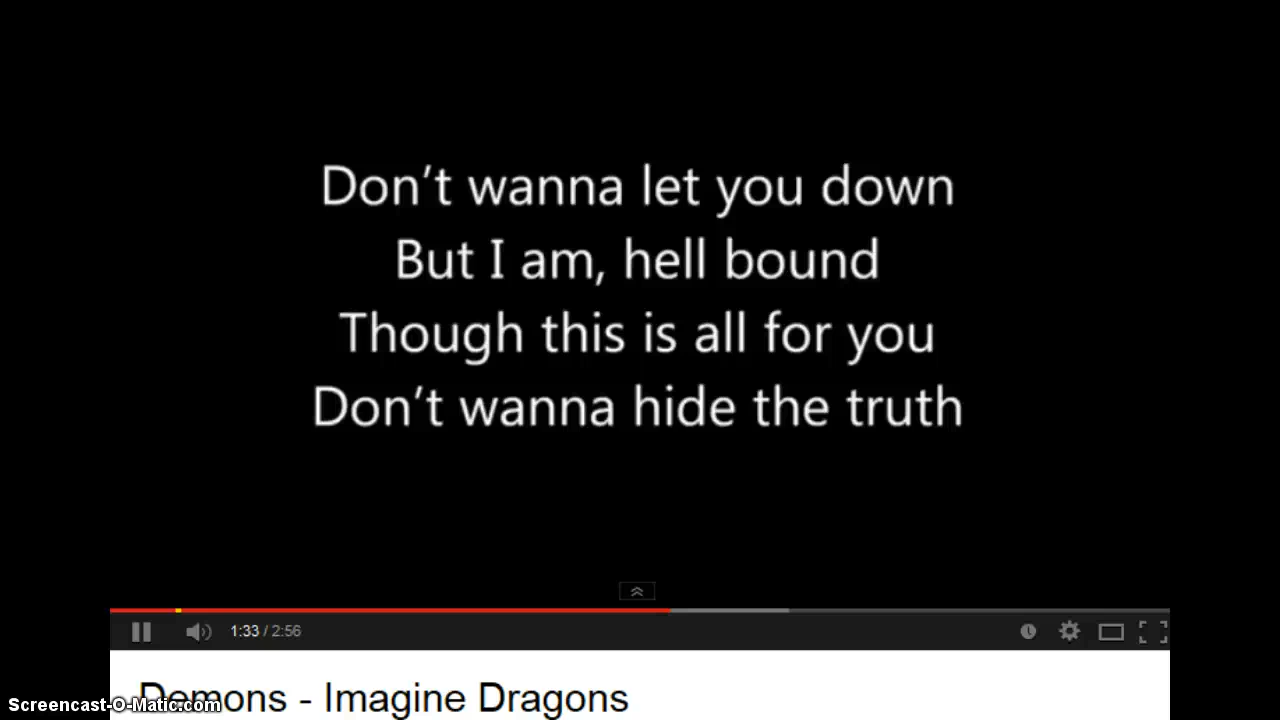 Don't wanna let you down
But I am, hell bound
Though this is all for you
Don't wanna hide the truth
1:33 / 2:56
Demons - Imagine Dragons
Screencast-O-Matic.com